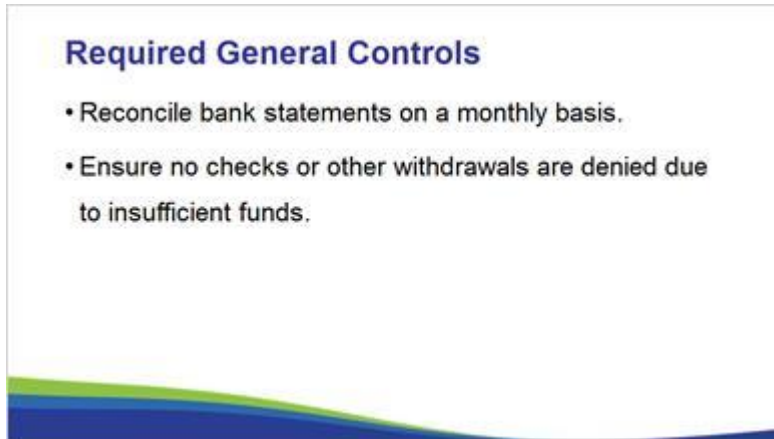 Required General Controls
• Reconcile bank statements on a monthly basis.
• Ensure no checks or other withdrawals are denied due
to insufficient funds.